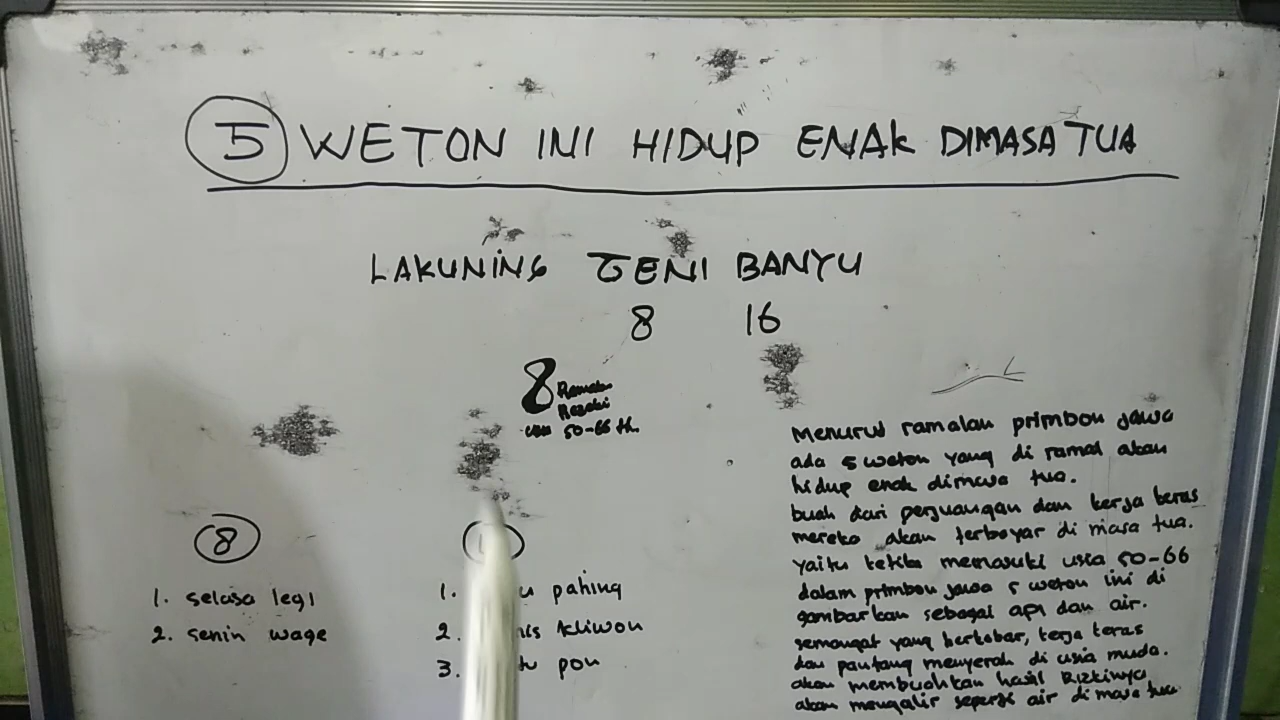 5 WETON INI HIDUP ENAK DIMASA TUA
LAKUNING GENI BANYU
8 16
8
Rezeki
usia 50-66 th.
8
1. selasa legi
2. senin wage
1. pahing
2. kliwon
3. pon
Menurut ramalan primbon jawa
ada 5 weton yang di ramal akan
hidup enak dimasa tua.
buah dari perjuangan dan kerja keras
mereka akan terbayar di masa tua.
yaitu ketika memasuki usia 50-66
dalam primbon jawa 5 weton ini di
gambarkan sebagai api dan air.
semangat yang berkobar, kerja keras
dan pantang menyerah di usia muda.
akan membuahkan hasil Rizkinya
akan mengalir seperti air di masa tua